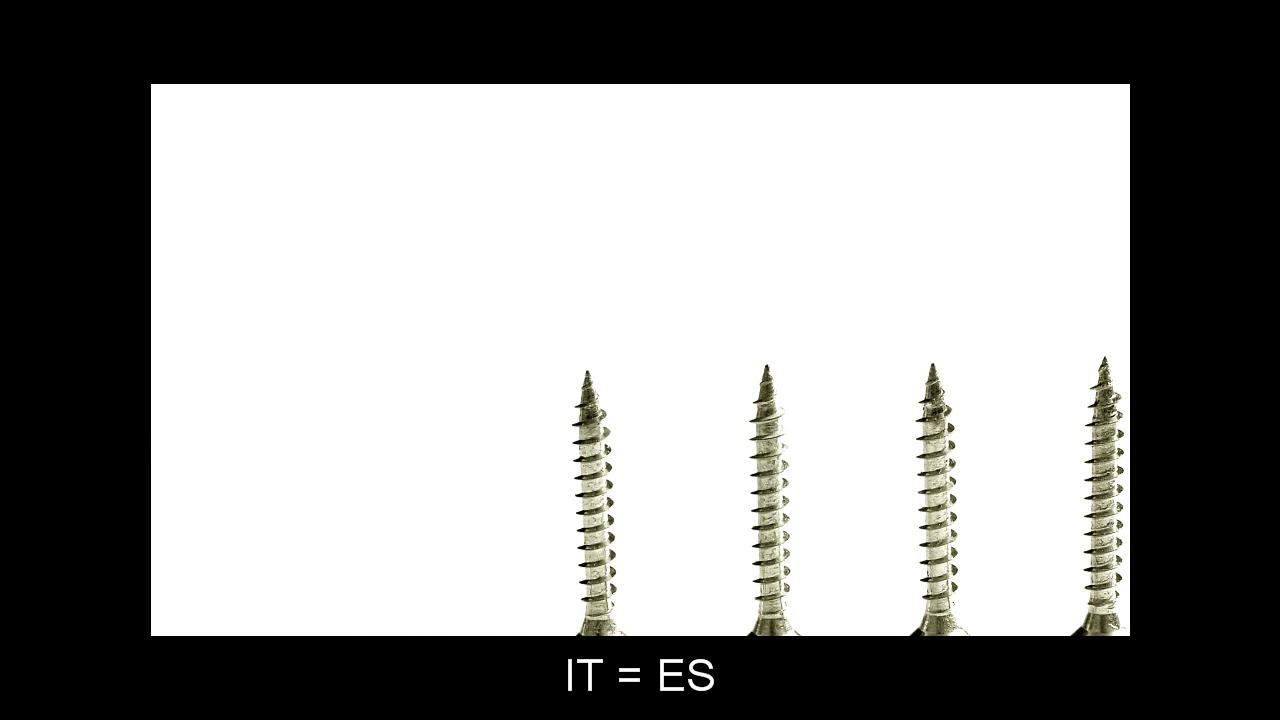 IT = ES